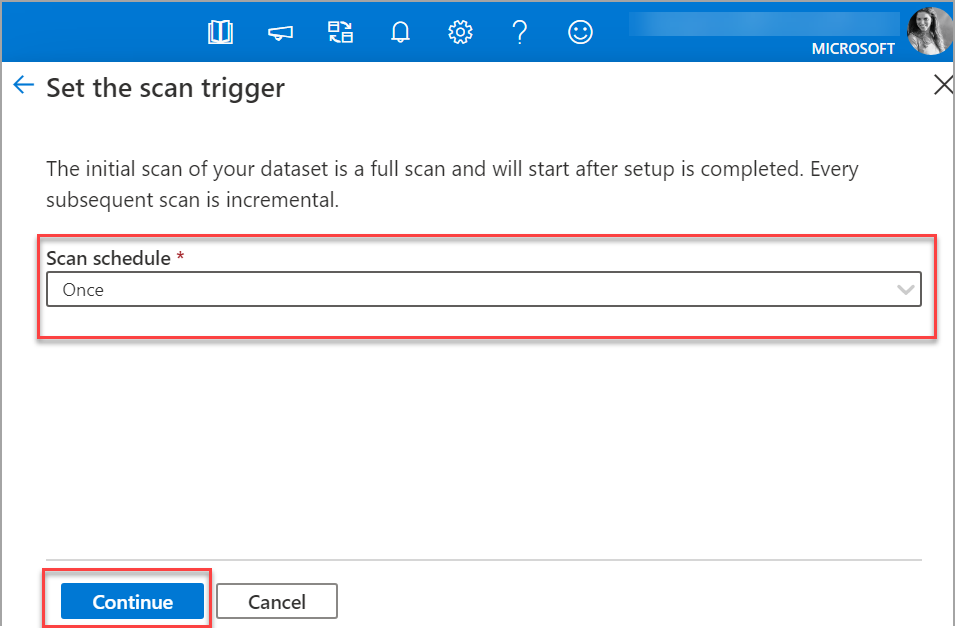 MICROSOFT
Set the scan trigger
The initial scan of your dataset is a full scan and will start after setup is completed. Every
subsequent scan is incremental.
Scan schedule *
Once
Continue
Cancel